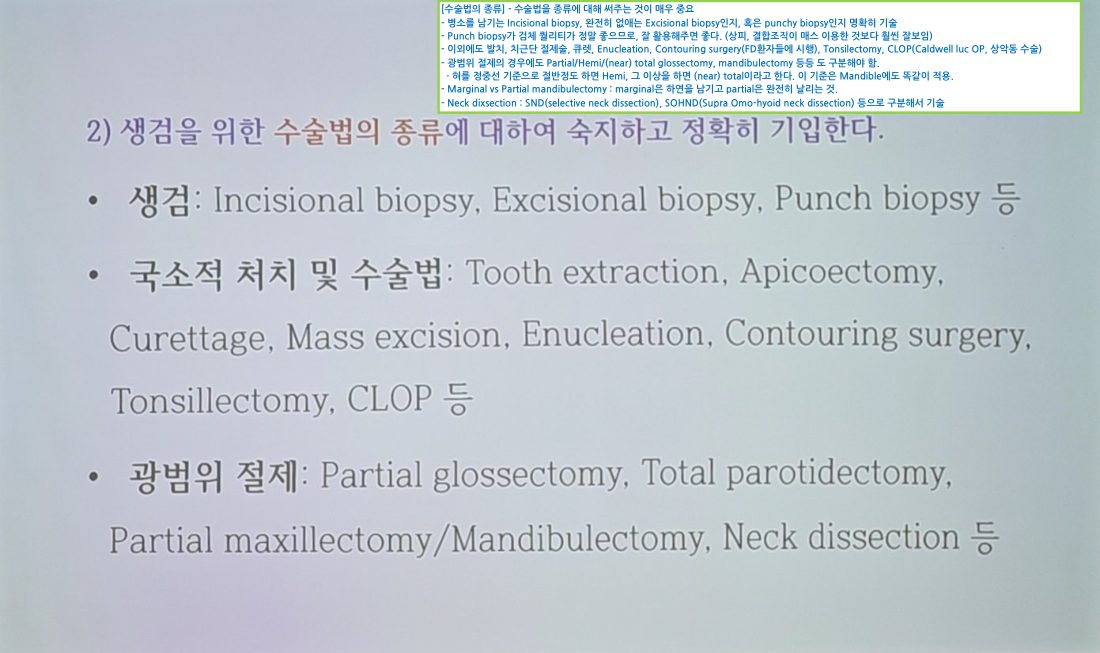 [수술법의 종류] - 수술법을 종류에 대해 써주는 것이 매우 중요
- 병소를 남기는 Incisional biopsy, 완전히 없애는 Excisional biopsy인지, 혹은 punchy biopsy인지 명확히 기술
- Punch biopsy가 검체 퀄리티가 정말 좋으므로, 잘 활용해주면 좋다. (상피, 결합조직이 매스 이용한 것보다 훨씬 잘보임)
- 이외에도 발치, 치근단 절제술, 큐렛, Enucleation, Contouring surgery(FD환자들에 시행), Tonsilectomy, CLOP(Caldwell luc OP, 상악동 수술)
- 광범위 절제의 경우에도 Partial/Hemi/(near) total glossectomy, mandibulectomy 등등 도 구분해야 함.
· 혀를 정중선 기준으로 절반정도 하면 Hemi, 그 이상을 하면 (near) total이라고 한다. 이 기준은 Mandible에도 똑같이 적용.
- Marginal vs Partial mandibulectomy : marginal은 하연을 남기고 partial은 완전히 날리는 것.
- Neck dixsection : SND(selective neck dissection), SOHND(Supra Omo-hyoid neck dissection) 등으로 구분해서 기술
2) 생검을 위한 수술법의 종류에 대하여 숙지하고 정확히 기입한다.
• 생검: Incisional biopsy, Excisional biopsy, Punch biopsy 등
• 국소적 처치 및 수술법: Tooth extraction, Apicoectomy,
Curettage, Mass excision, Enucleation, Contouring surgery,
Tonsillectomy, CLOP 등
• 광범위 절제: Partial glossectomy, Total parotidectomy,
Partial maxillectomy/Mandibulectomy, Neck dissection 등